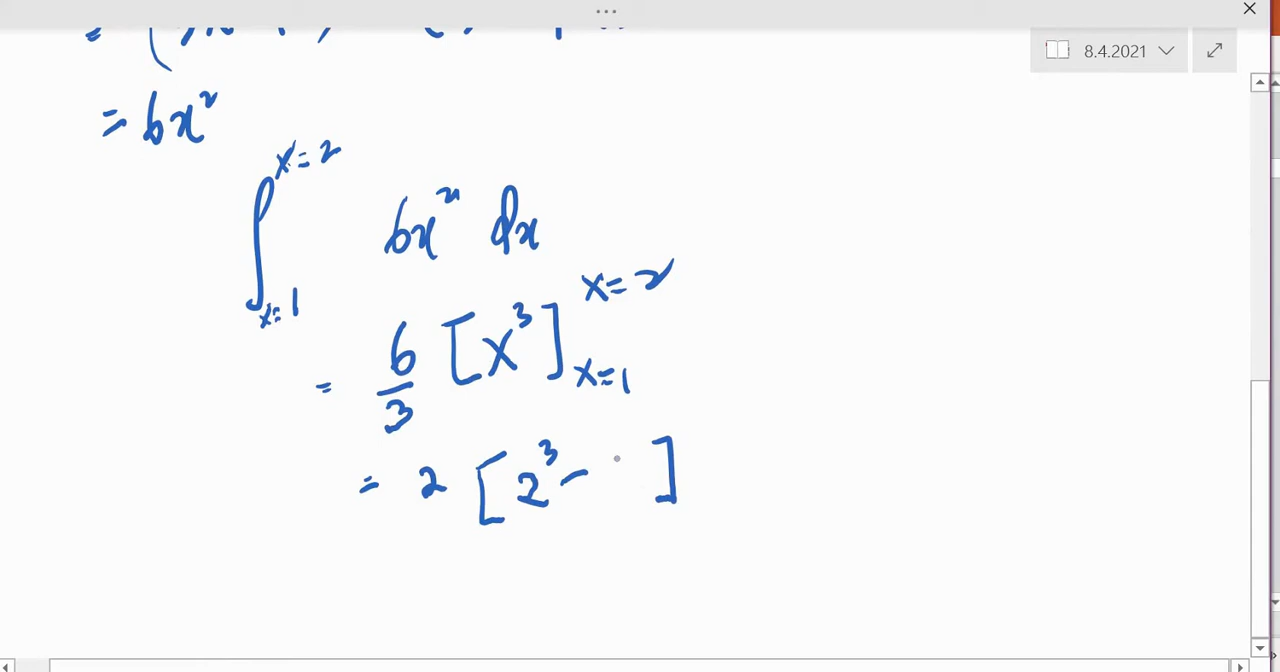 8.4.2021
= 6x²
∫ x=1 x=2 6x² dx
= 6/3 [x³] x=1 x=2
= 2 [2³ - ]